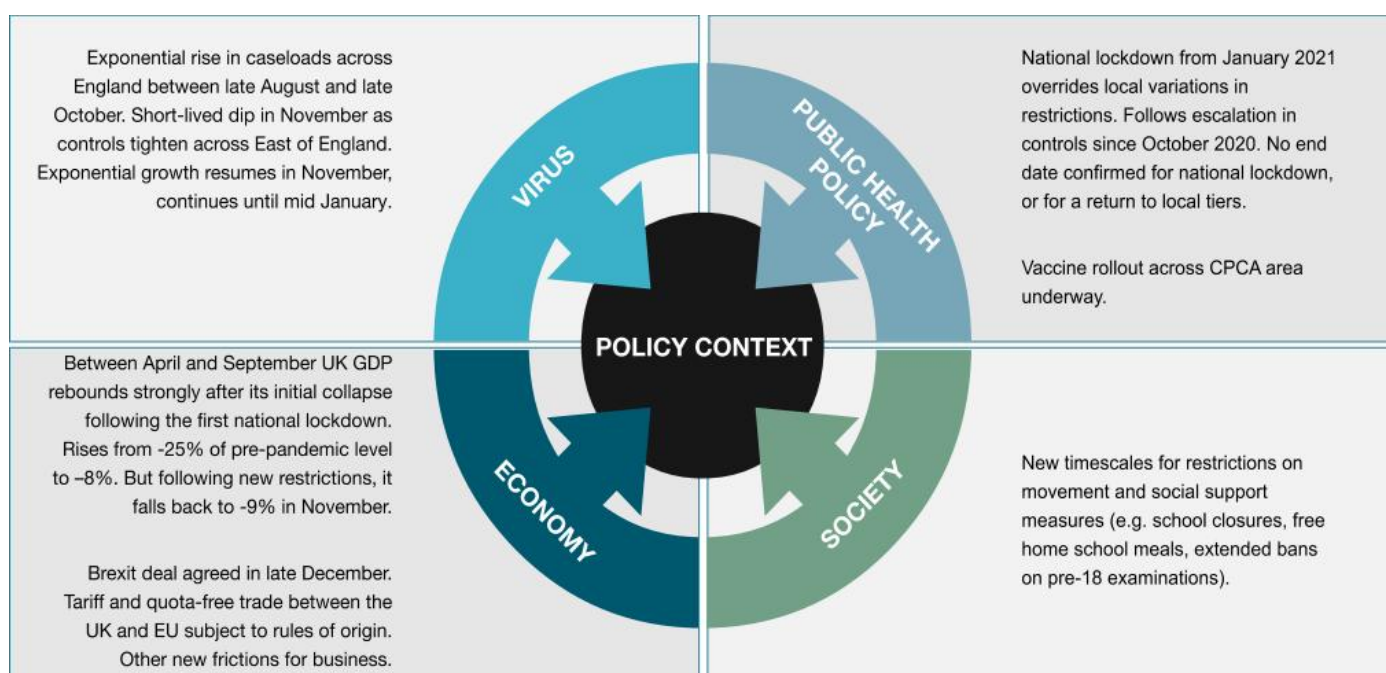 Exponential rise in caseloads across
England between late August and late
October. Short-lived dip in November as
controls tighten across East of England.
Exponential growth resumes in November,
continues until mid January.
VIRUS
PUBLIC HEALTH
POLICY
National lockdown from January 2021
overrides local variations in
restrictions. Follows escalation in
controls since October 2020. No end
date confirmed for national lockdown,
or for a return to local tiers.
Vaccine rollout across CPCA area
underway.
POLICY CONTEXT
Between April and September UK GDP
rebounds strongly after its initial collapse
following the first national lockdown.
Rises from -25% of pre-pandemic level
to –8%. But following new restrictions, it
falls back to -9% in November.
Brexit deal agreed in late December.
Tariff and quota-free trade between the
UK and EU subject to rules of origin.
Other new frictions for business.
ECONOMY
SOCIETY
New timescales for restrictions on
movement and social support
measures (e.g. school closures, free
home school meals, extended bans
on pre-18 examinations).